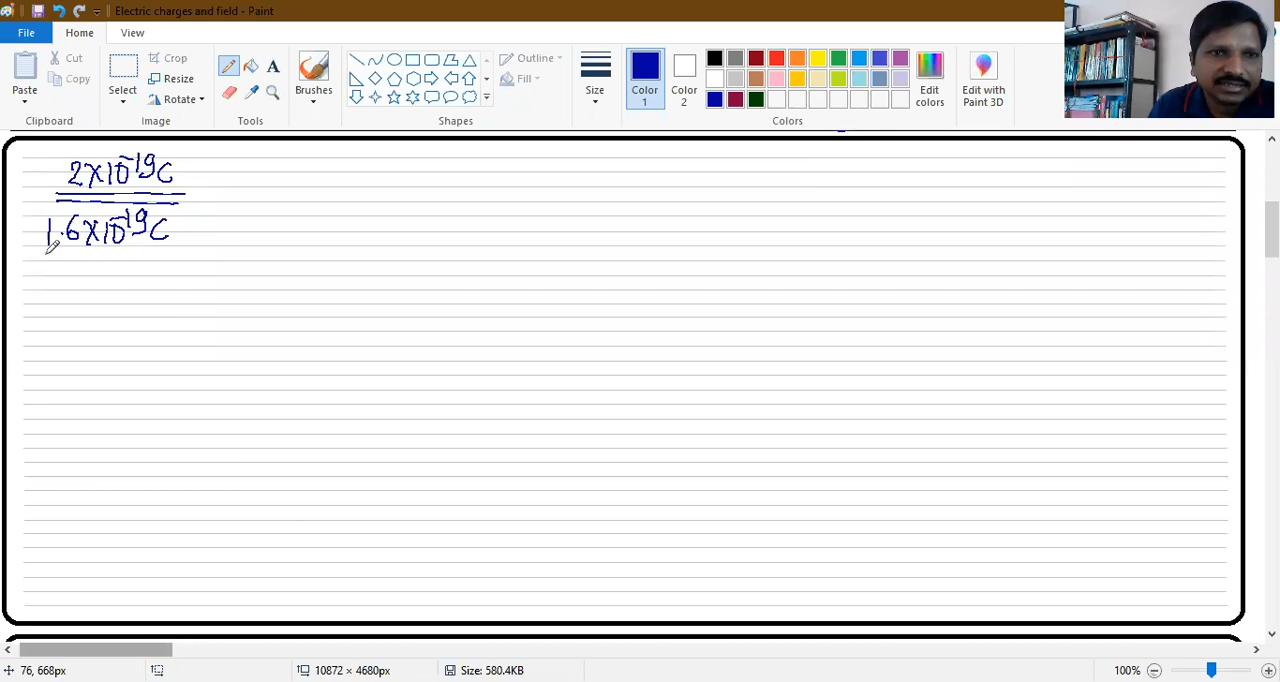 Electric charges and field - Paint
File Home View
Paste Cut Copy Clipboard
Select Crop Resize Rotate Image
A Tools
Brushes
Outline Fill Shapes
Size
Color 1 Color 2 Edit colors Colors
Edit with Paint 3D
2×10⁻¹⁹C
1.6×10⁻¹⁹C
76, 668px 10872 × 4680px Size: 580.4KB 100%